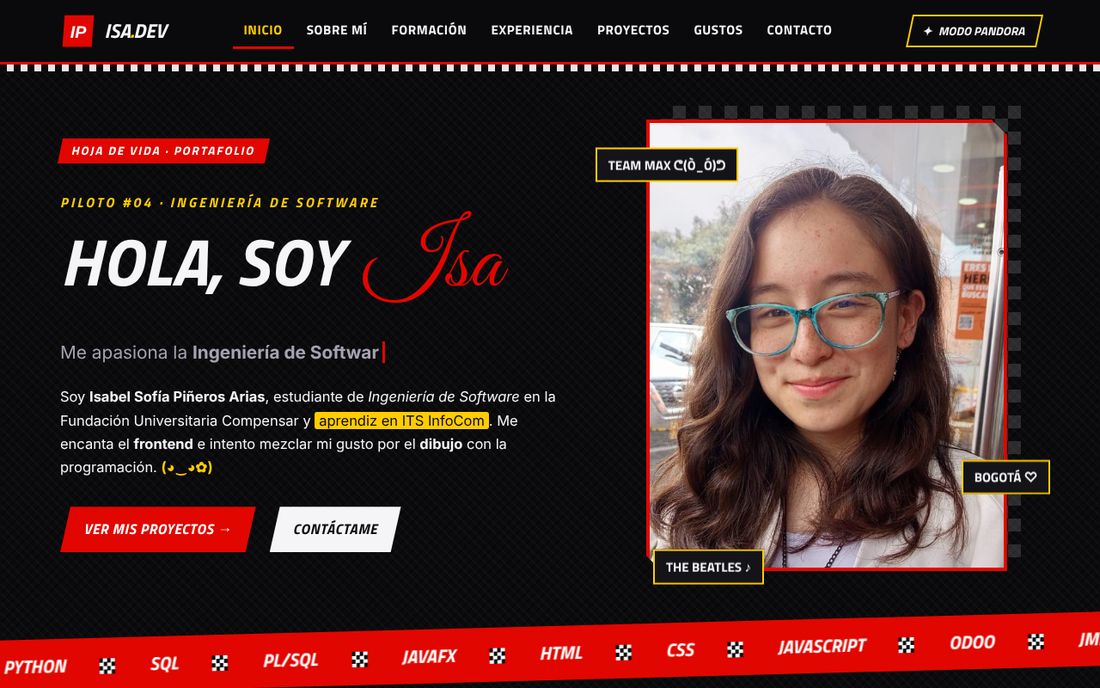 IP ISA.DEV INICIO SOBRE MÍ FORMACIÓN EXPERIENCIA PROYECTOS GUSTOS CONTACTO ✦ MODO PANDORA
HOJA DE VIDA · PORTAFOLIO
PILOTO #04 · INGENIERÍA DE SOFTWARE
HOLA, SOY Isa
Me apasiona la Ingeniería de Softwar
Soy Isabel Sofía Piñeros Arias, estudiante de Ingeniería de Software en la
Fundación Universitaria Compensar y aprendiz en ITS InfoCom. Me
encanta el frontend e intento mezclar mi gusto por el dibujo con la
programación. (◕‿◕✿)
VER MIS PROYECTOS → CONTÁCTAME
TEAM MAX ᕦ(Ò_Ó)ᕤ
BOGOTÁ ♡
THE BEATLES ♪
PYTHON SQL PL/SQL JAVAFX HTML CSS JAVASCRIPT ODOO